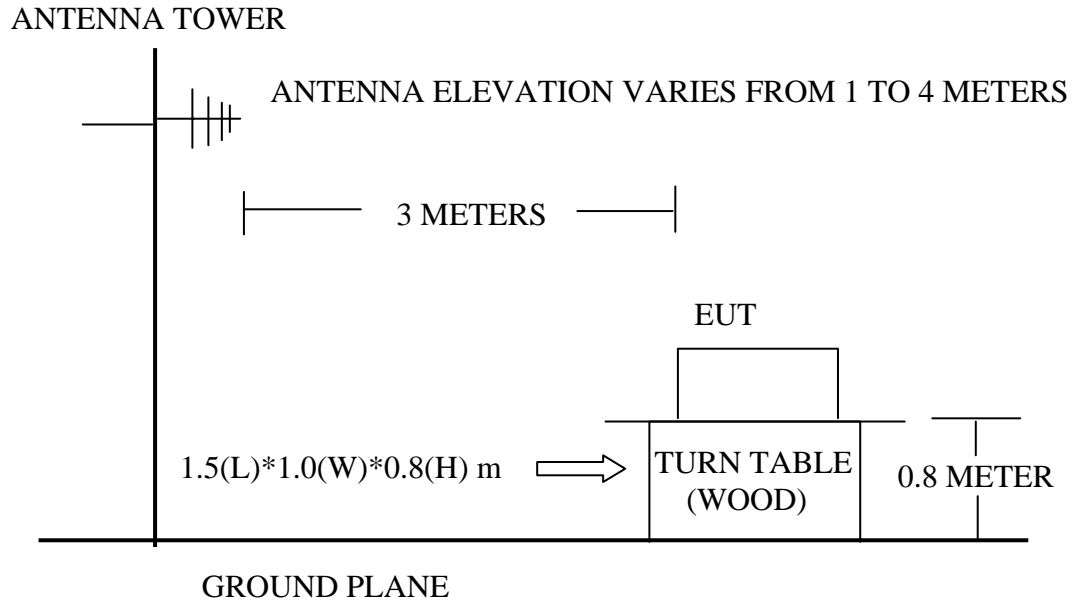 ANTENNA TOWER
ANTENNA ELEVATION VARIES FROM 1 TO 4 METERS
3 METERS
EUT
1.5(L)*1.0(W)*0.8(H) m
TURN TABLE
(WOOD)
0.8 METER
GROUND PLANE